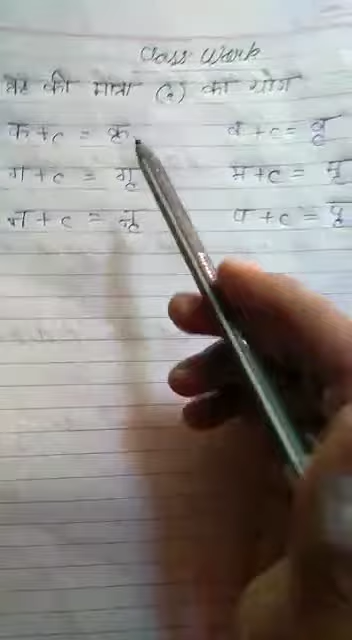 Class Work
की मात्रा (ृ) का योग
क + ृ = कृ ब + ृ = बृ
ग + ृ = गृ म + ृ = मृ
न + ृ = नृ प + ृ = पृ